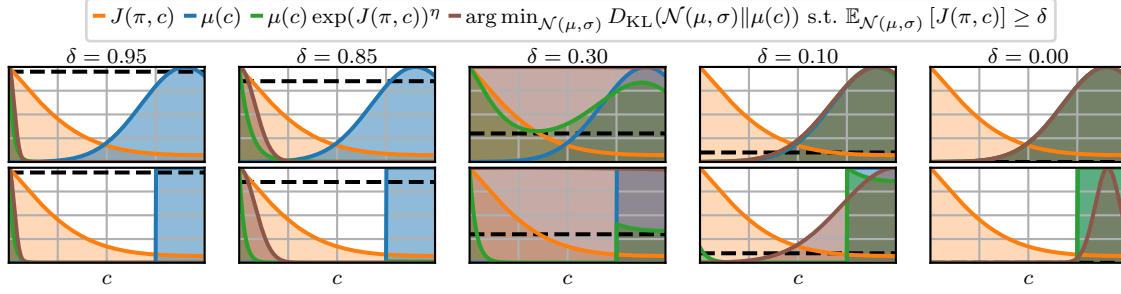 J(π, c) μ(c) μ(c) exp(J(π, c))^η arg min_{𝒩(μ,σ)} D_KL(𝒩(μ, σ)‖μ(c)) s.t. 𝔼_{𝒩(μ,σ)} [J(π, c)] ≥ δ
δ = 0.95 δ = 0.85 δ = 0.30 δ = 0.10 δ = 0.00
c c c c c